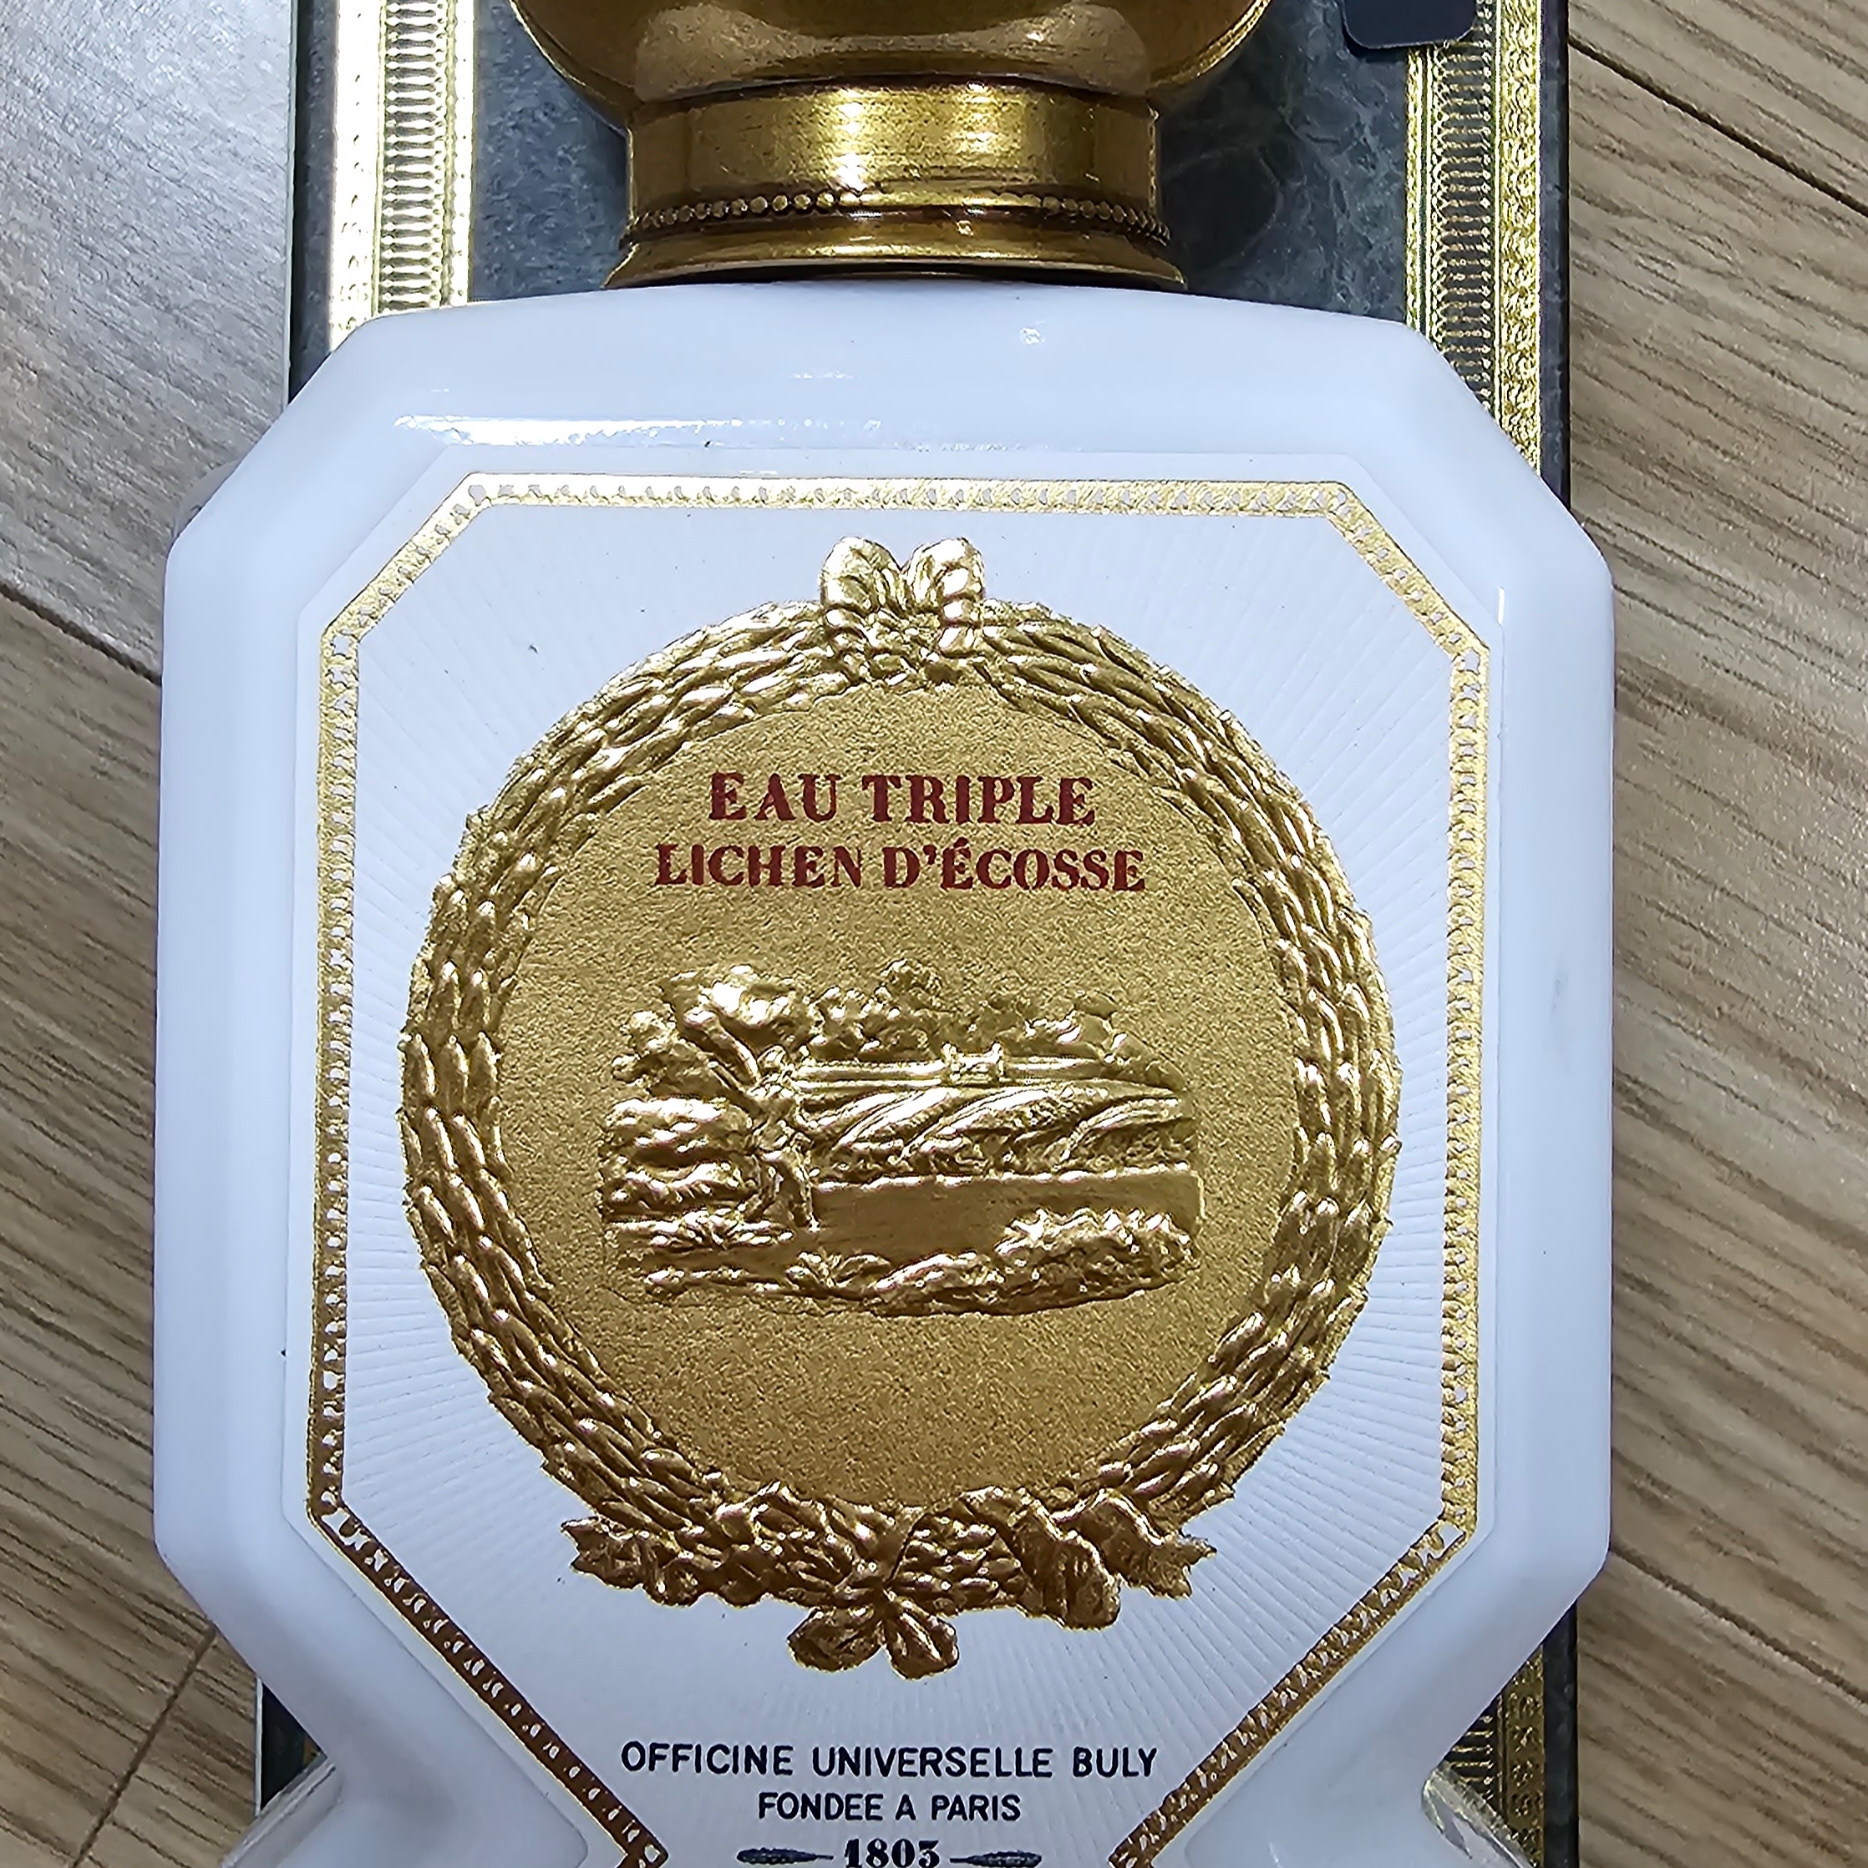 EAU TRIPLE
LICHEN D'ÉCOSSE
OFFICINE UNIVERSELLE BULY
FONDEE A PARIS
1803